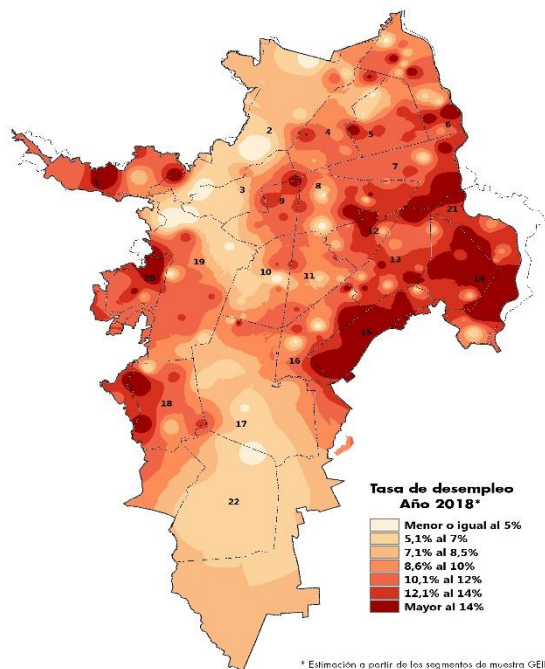 2
4
5
6
7
3
8
9
21
12
19
10
11
13
14
20
15
16
18
17
22
Tasa de desempleo
Año 2018*
Menor o igual al 5%
5,1% al 7%
7,1% al 8,5%
8,6% al 10%
10,1% al 12%
12,1% al 14%
Mayor al 14%
* Estimación a partir de los segmentos de muestra GEI